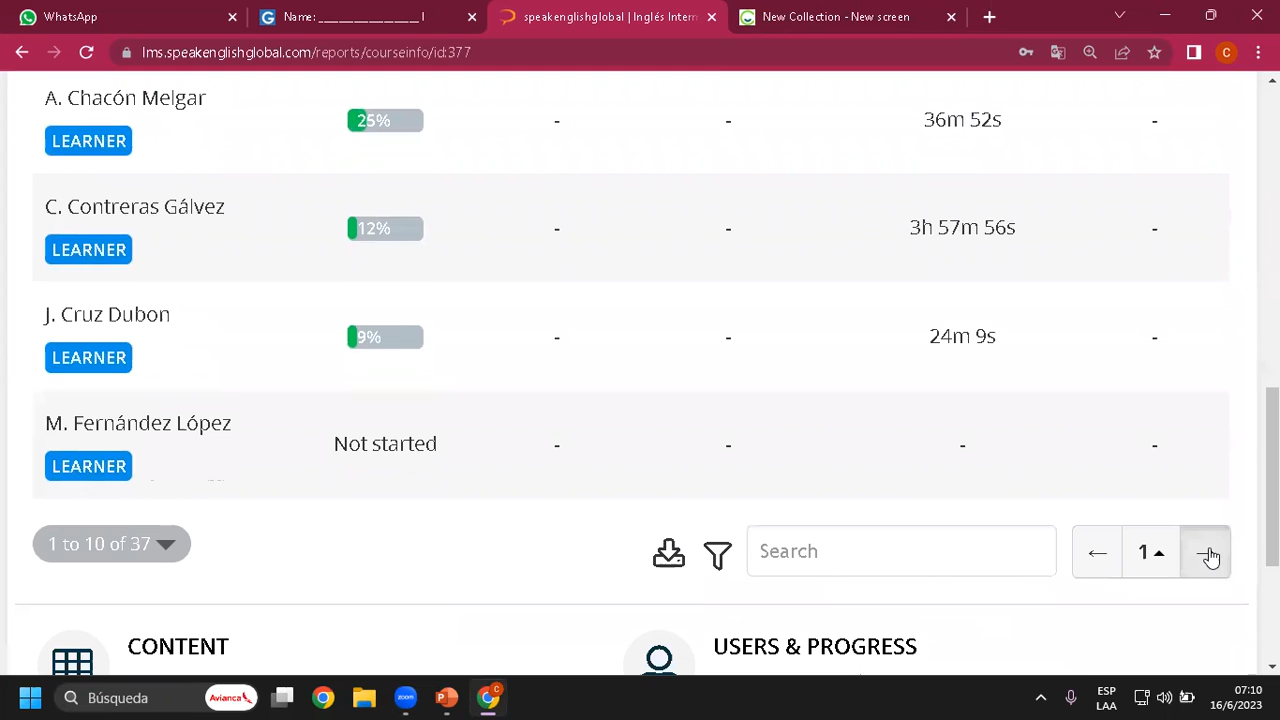 WhatsApp
Name: ____________________ I
speakenglishglobal | Inglés Intern
New Collection - New screen
lms.speakenglishglobal.com/reports/courseinfo/id:377
C
A. Chacón Melgar
LEARNER
25%
-
-
36m 52s
-
C. Contreras Gálvez
LEARNER
12%
-
-
3h 57m 56s
-
J. Cruz Dubon
LEARNER
9%
-
-
24m 9s
-
M. Fernández López
LEARNER
Not started
-
-
-
-
1 to 10 of 37
Search
1
CONTENT
USERS & PROGRESS
Búsqueda
Avianca
C
ESP
LAA
07:10
16/6/2023